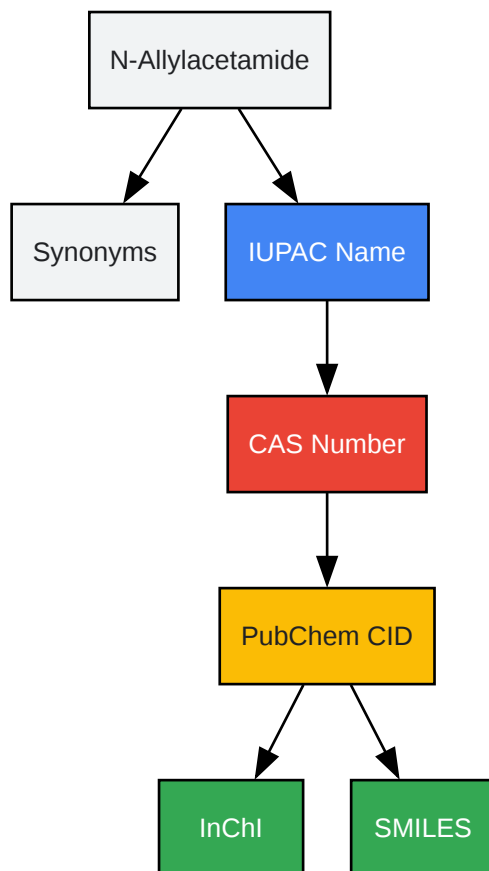 N-Allylacetamide
Synonyms
IUPAC Name
CAS Number
PubChem CID
InChI
SMILES